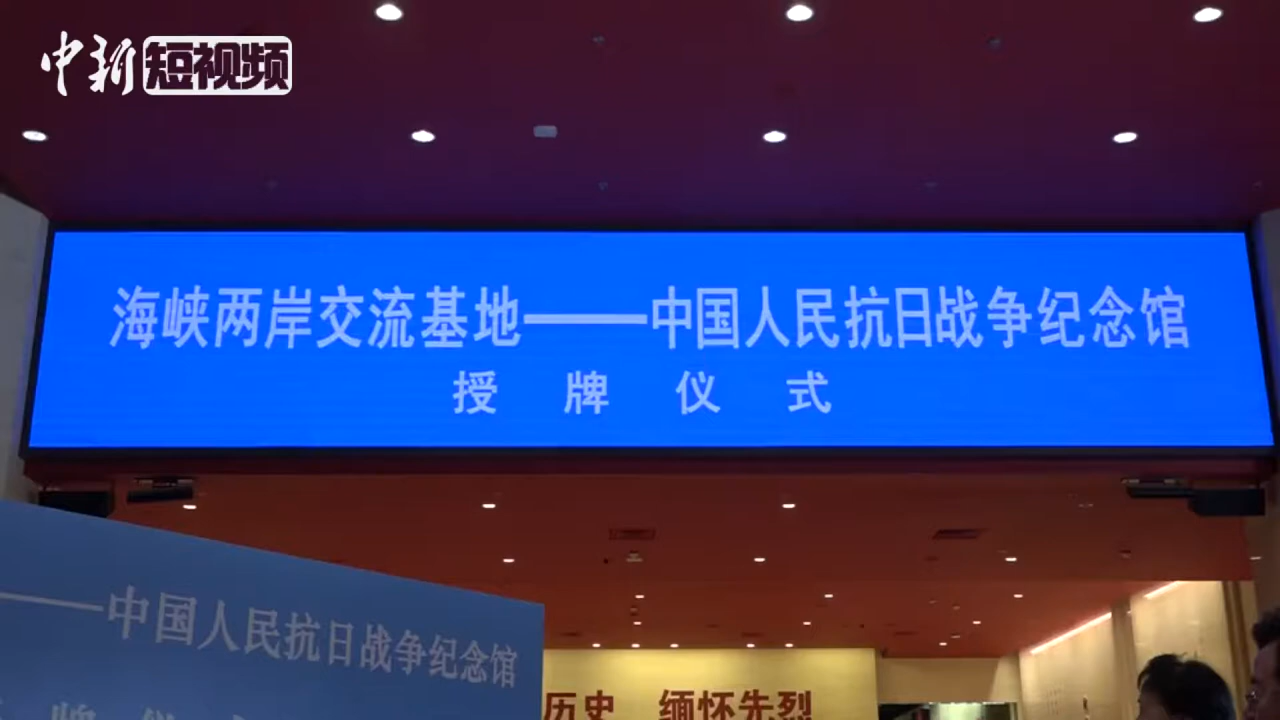 中新 短视频
海峡两岸交流基地——中国人民抗日战争纪念馆
授牌仪式
——中国人民抗日战争纪念馆
历史 缅怀先烈